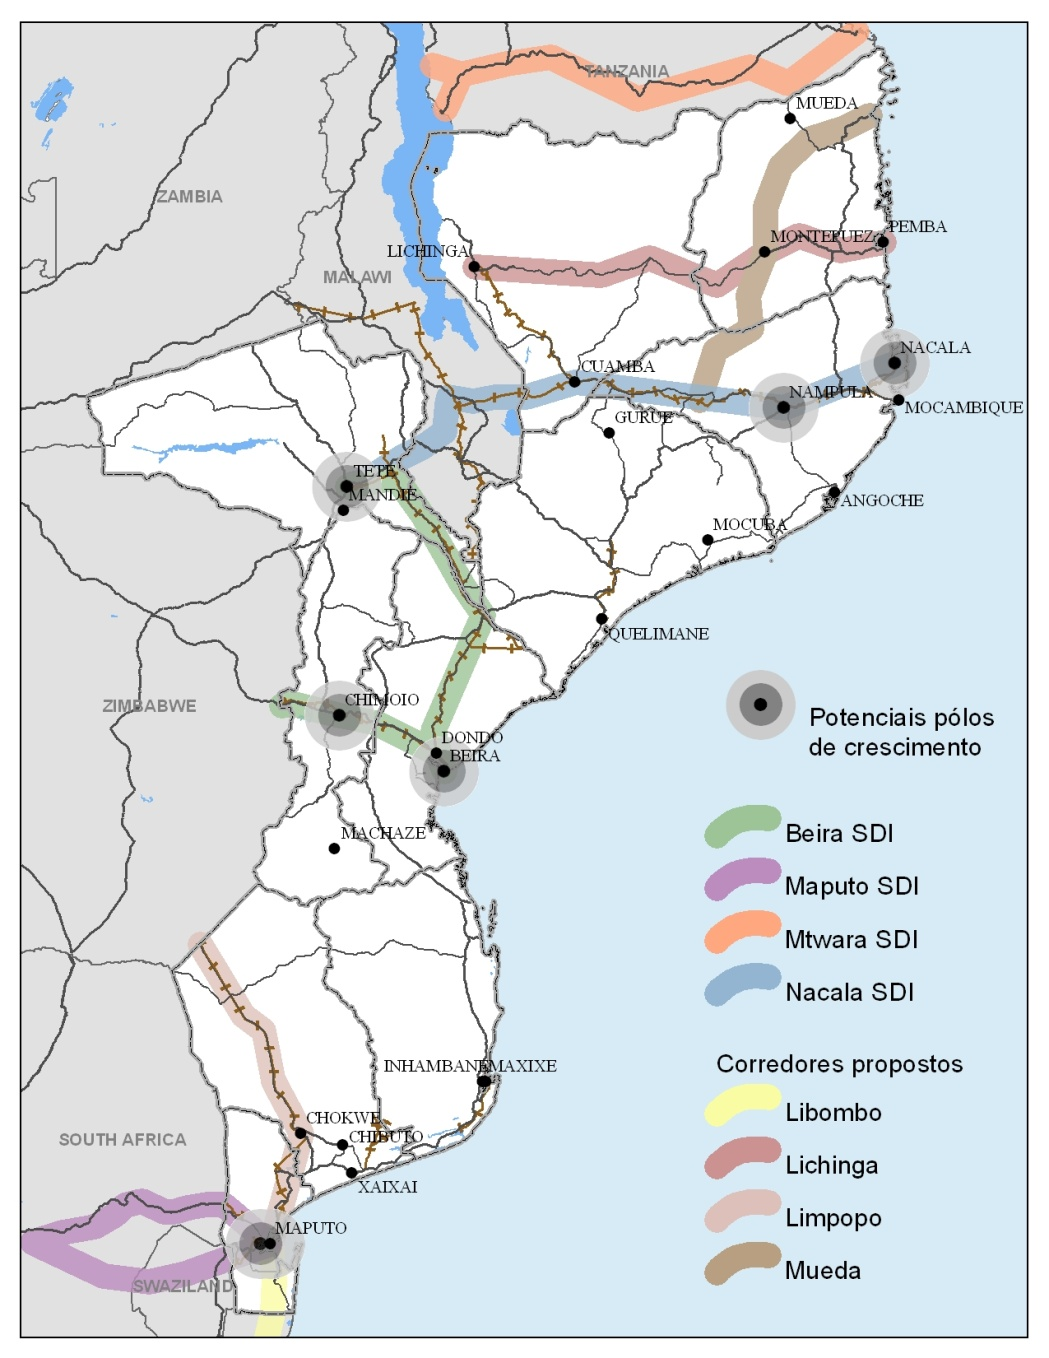 TANZANIA
MUEDA
ZAMBIA
PEMBA
MONTEPUEZ
LICHINGA
MALAWI
NACALA
CUAMBA
NAMPULA
MOCAMBIQUE
GURUE
TETE
MANDIE
ANGOCHE
MOCUBA
QUELIMANE
CHIMOIO
ZIMBABWE
Potenciais pólos
de crescimento
DONDO
BEIRA
MACHAZE
Beira SDI
Maputo SDI
Mtwara SDI
Nacala SDI
INHAMBANE
MAXIXE
Corredores propostos
Libombo
CHOKWE
CHIBUTO
SOUTH AFRICA
Lichinga
XAIXAI
Limpopo
MAPUTO
Mueda
SWAZILAND